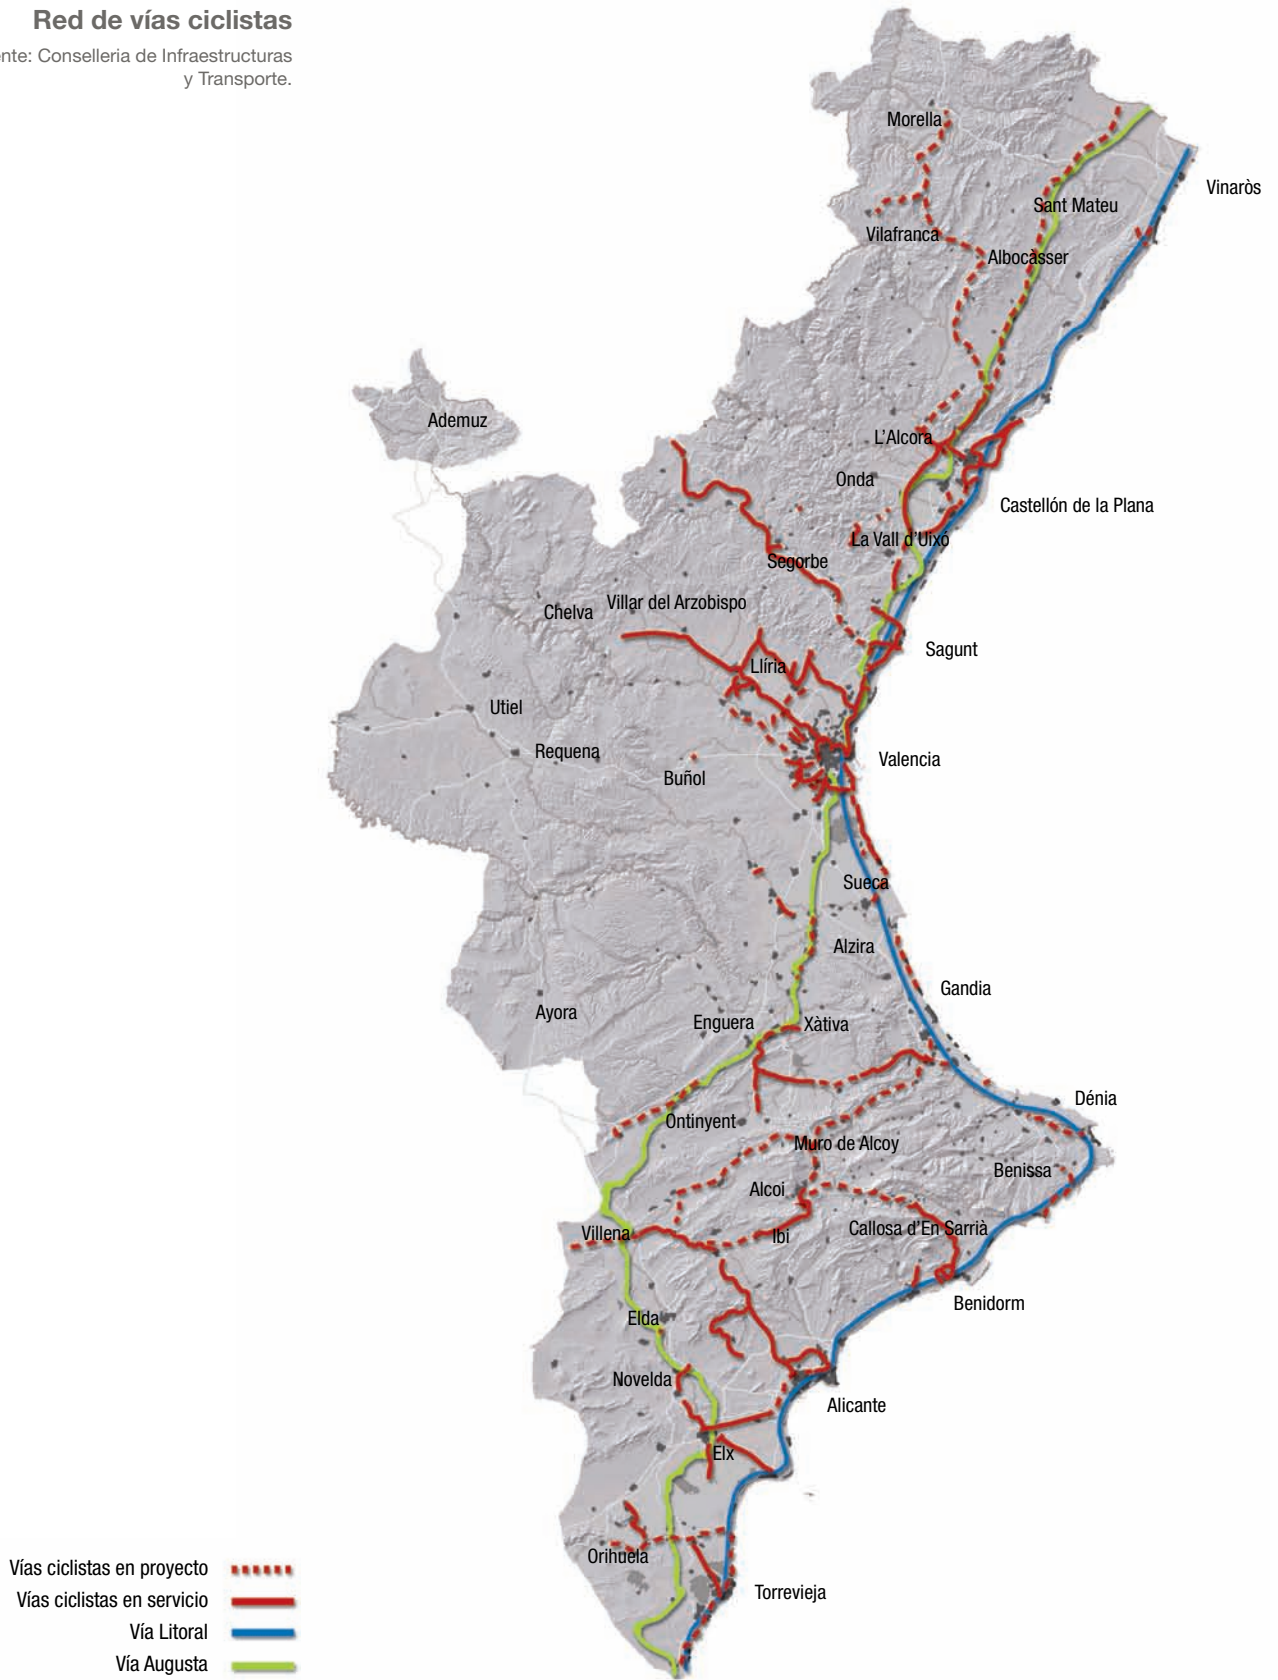 Red de vías ciclistas
nte: Conselleria de Infraestructuras
y Transporte.
Morella
Vinaròs
Sant Mateu
Vilafranca
Albocàsser
Ademuz
L'Alcora
Onda
Castellón de la Plana
La Vall d'Uixó
Segorbe
Chelva
Villar del Arzobispo
Sagunt
Llíria
Utiel
Requena
Valencia
Buñol
Sueca
Alzira
Gandia
Ayora
Enguera
Xàtiva
Dénia
Ontinyent
Muro de Alcoy
Benissa
Alcoi
Callosa d'En Sarrià
Villena
Ibi
Benidorm
Elda
Novelda
Alicante
Elx
Orihuela
Torrevieja
Vías ciclistas en proyecto
Vías ciclistas en servicio
Vía Litoral
Vía Augusta